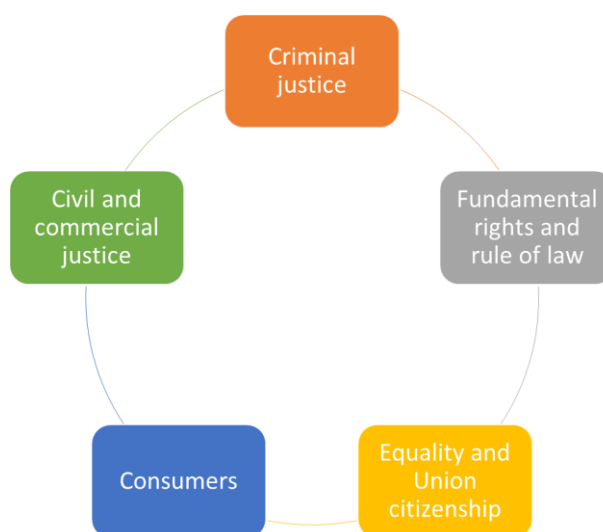 Criminal
justice
Fundamental
rights and
rule of law
Equality and
Union
citizenship
Consumers
Civil and
commercial
justice